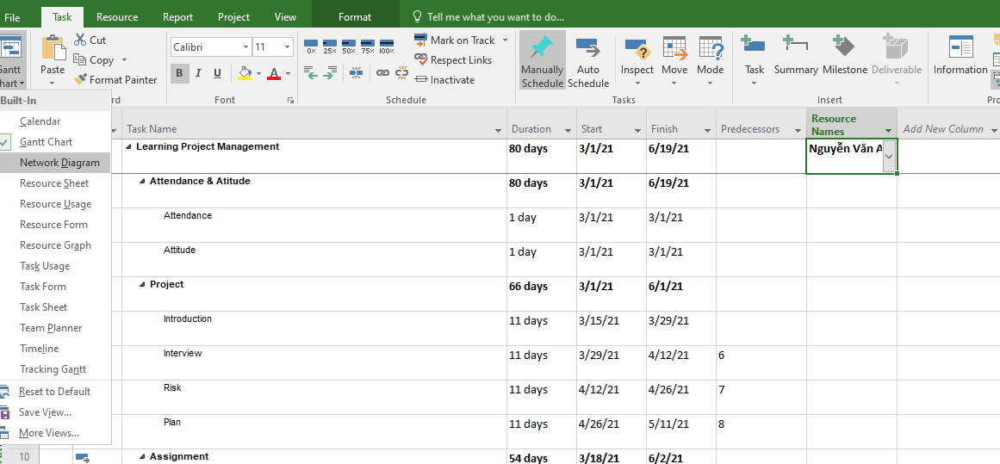 File Task Resource Report Project View Format Tell me what you want to do...
Gantt Chart
Paste
Cut
Copy
Format Painter
Calibri 11
B I U
Font
0% 25% 50% 75% 100%
Mark on Track
Respect Links
Inactivate
Schedule
Manually Schedule
Auto Schedule
Inspect Move Mode
Tasks
Task Summary Milestone Deliverable
Insert
Information
Built-In
Calendar
Gantt Chart
Network Diagram
Resource Sheet
Resource Usage
Resource Form
Resource Graph
Task Usage
Task Form
Task Sheet
Team Planner
Timeline
Tracking Gantt
Reset to Default
Save View...
More Views...
10
Task Name Duration Start Finish Predecessors Resource Names Add New Column
Learning Project Management 80 days 3/1/21 6/19/21 Nguyễn Văn A
Attendance & Atitude 80 days 3/1/21 6/19/21
Attendance 1 day 3/1/21 3/1/21
Attitude 1 day 3/1/21 3/1/21
Project 66 days 3/1/21 6/1/21
Introduction 11 days 3/15/21 3/29/21
Interview 11 days 3/29/21 4/12/21 6
Risk 11 days 4/12/21 4/26/21 7
Plan 11 days 4/26/21 5/11/21 8
Assignment 54 days 3/18/21 6/2/21